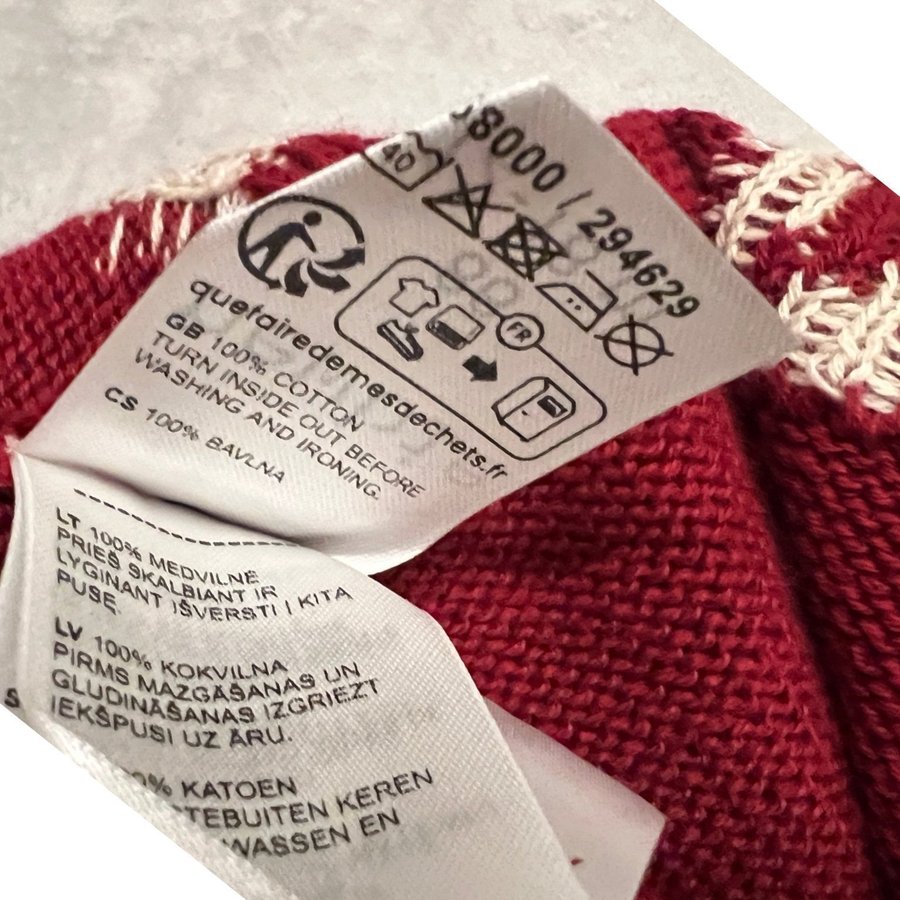 8000 / 294629
40
FR
quefairedemesdechets.fr
GB 100% COTTON
TURN INSIDE OUT BEFORE
WASHING AND IRONING.
CS 100% BAVLNA
LT 100% MEDVILNĖ
PRIEŠ SKALBIANT IR
LYGINANT IŠVERSTI Į KITA
PUSĘ.
LV 100% KOKVILNA
PIRMS MAZGĀŠANAS UN
GLUDINĀŠANAS IZGRIEZT
IEKŠPUSI UZ ĀRU.
% KATOEN
TEBUITEN KEREN
WASSEN EN